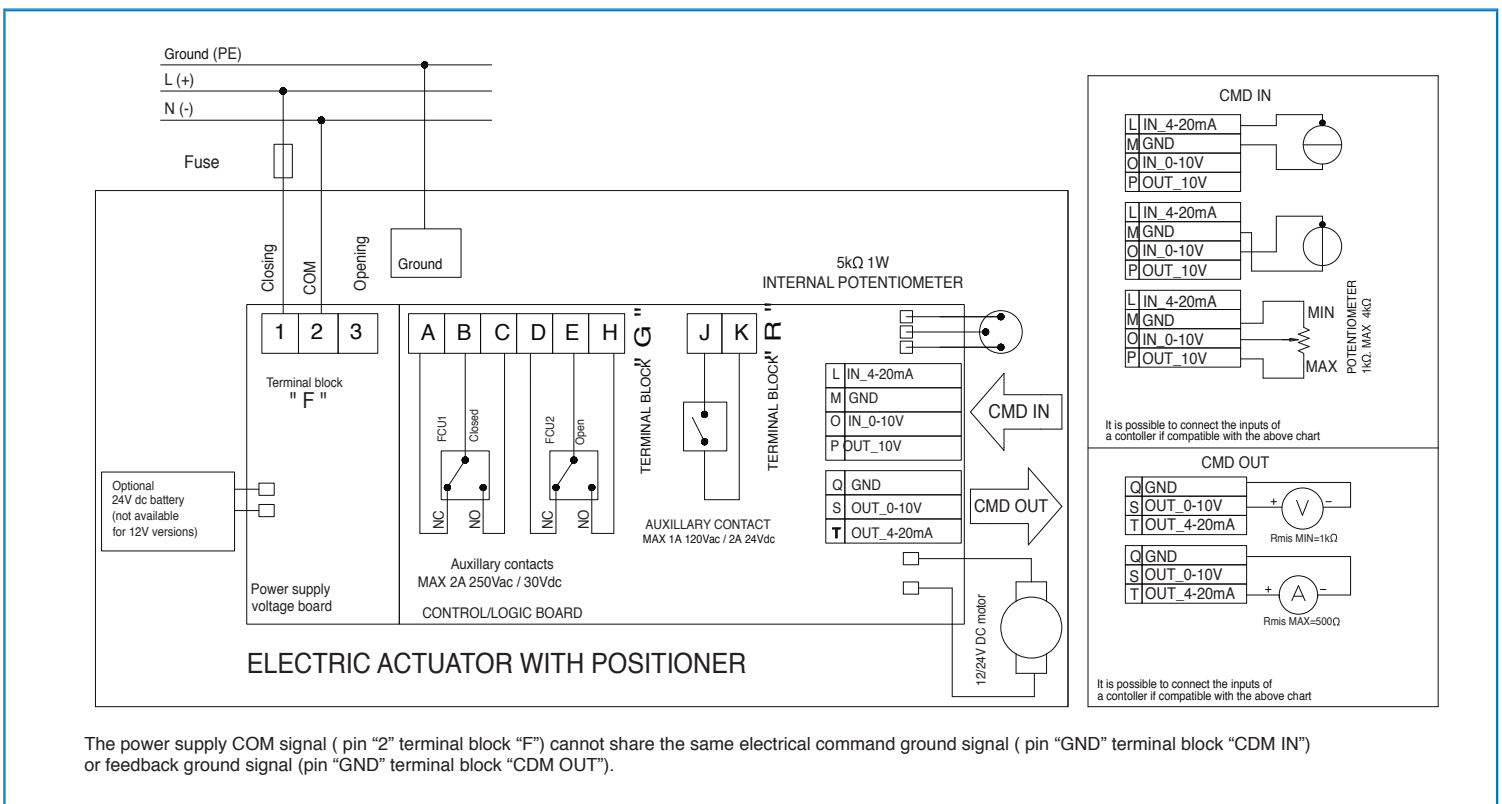 Ground (PE)
L (+)
N (-)
Fuse
Closing
COM
Opening
Ground
1 2 3
Terminal block
" F "
Optional
24V dc battery
(not available
for 12V versions)
Power supply
voltage board
A B C D E H
TERMINAL BLOCK "G"
FCU1
Closed
FCU2
Open
NC
NO
NC
NO
Auxillary contacts
MAX 2A 250Vac / 30Vdc
CONTROL/LOGIC BOARD
J K
TERMINAL BLOCK "R"
AUXILLARY CONTACT
MAX 1A 120Vac / 2A 24Vdc
5kΩ 1W
INTERNAL POTENTIOMETER
L IN_4-20mA
M GND
O IN_0-10V
P OUT_10V
CMD IN
Q GND
S OUT_0-10V
T OUT_4-20mA
CMD OUT
12/24V DC motor
ELECTRIC ACTUATOR WITH POSITIONER
CMD IN
L IN_4-20mA
M GND
O IN_0-10V
P OUT_10V
L IN_4-20mA
M GND
O IN_0-10V
P OUT_10V
L IN_4-20mA
M GND
O IN_0-10V
P OUT_10V
MIN
MAX
POTENTIOMETER
1kΩ. MAX 4kΩ
It is possible to connect the inputs of
a contoller if compatible with the above chart
CMD OUT
Q GND
S OUT_0-10V
T OUT_4-20mA
+ V −
Rmis MIN=1kΩ
Q GND
S OUT_0-10V
T OUT_4-20mA
+ A −
Rmis MAX=500Ω
It is possible to connect the inputs of
a contoller if compatible with the above chart
The power supply COM signal ( pin “2” terminal block “F”) cannot share the same electrical command ground signal ( pin “GND” terminal block “CDM IN”)
or feedback ground signal (pin “GND” terminal block “CDM OUT”).